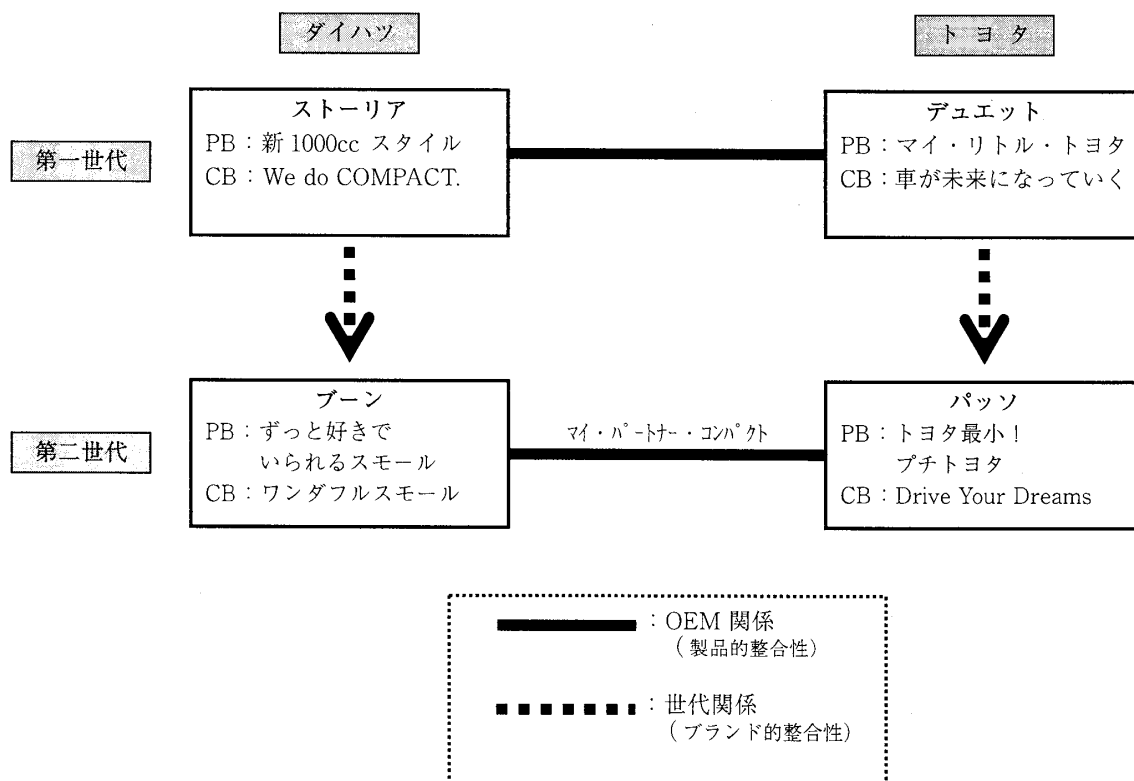 ダイハツ
トヨタ
第一世代
ストーリア
PB：新1000cc スタイル
CB：We do COMPACT.
デュエット
PB：マイ・リトル・トヨタ
CB：車が未来になっていく
第二世代
ブーン
PB：ずっと好きで
いられるスモール
CB：ワンダフルスモール
マイ・パートナー・コンパクト
パッソ
PB：トヨタ最小！
プチトヨタ
CB：Drive Your Dreams
：OEM 関係
（製品的整合性）
：世代関係
（ブランド的整合性）